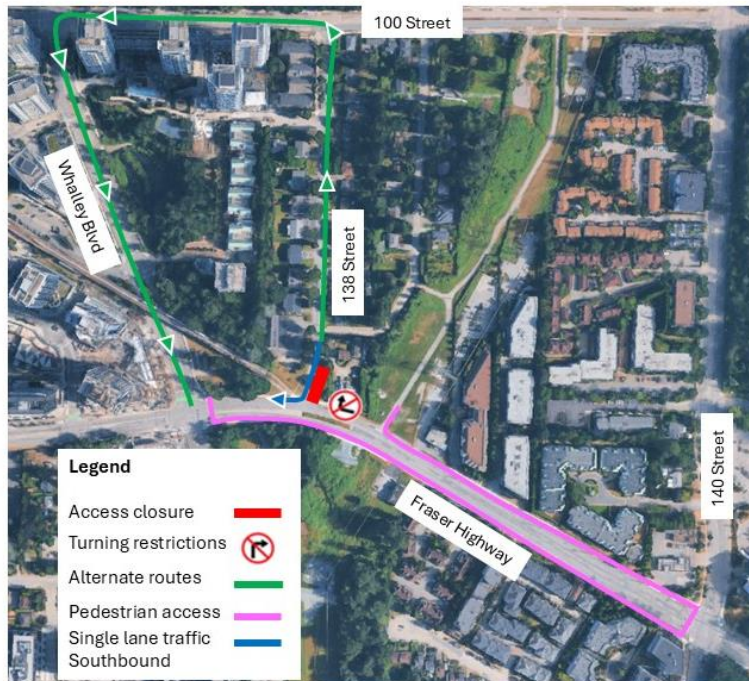 100 Street
Whalley Blvd
138 Street
140 Street
Fraser Highway
Legend
Access closure
Turning restrictions
Alternate routes
Pedestrian access
Single lane traffic
Southbound